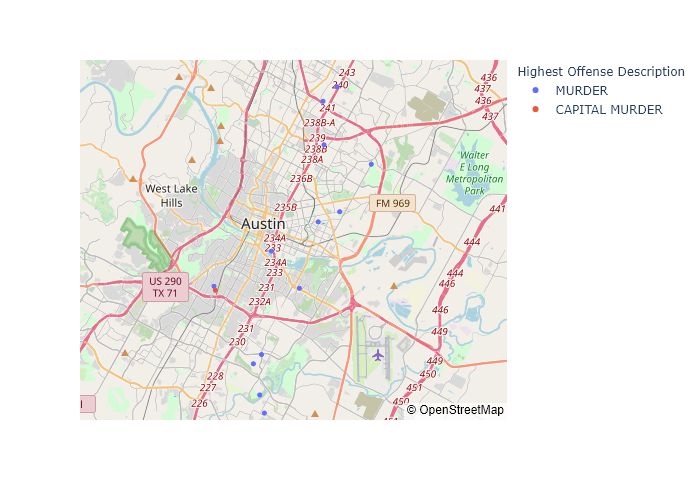 Highest Offense Description
MURDER
CAPITAL MURDER
243
240
241
238B-A
239
238B
238A
236B
235B
234A
233
234A
233
231
232A
231
230
228
227
226
436
437
436
437
Walter
E Long
Metropolitan
Park
441
444
444
446
446
449
449
450
451
450
West Lake
Hills
Austin
FM 969
US 290
TX 71
© OpenStreetMap